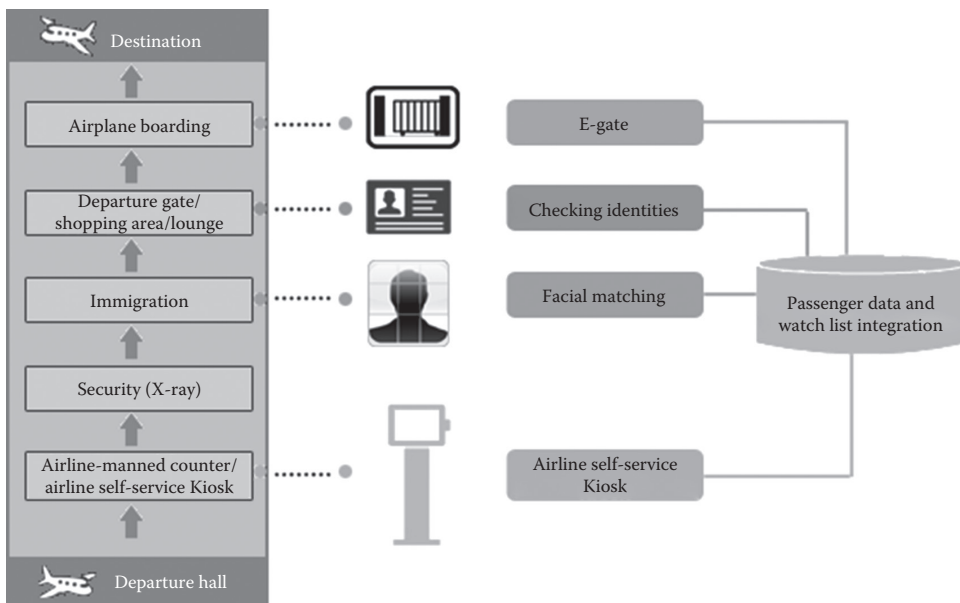 Destination
Airplane boarding
E-gate
Departure gate/
shopping area/lounge
Checking identities
Immigration
Facial matching
Passenger data and
watch list integration
Security (X-ray)
Airline-manned counter/
airline self-service Kiosk
Airline self-service
Kiosk
Departure hall